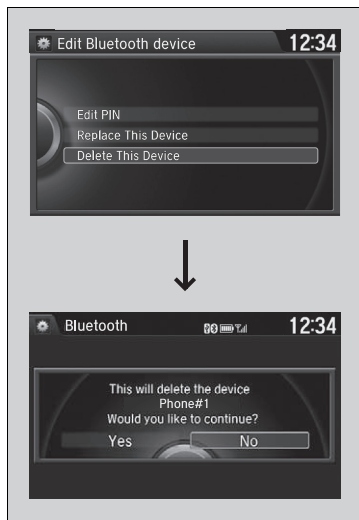 Edit Bluetooth device 12:34
Edit PIN
Replace This Device
Delete This Device
Bluetooth 12:34
This will delete the device
Phone#1
Would you like to continue?
Yes No